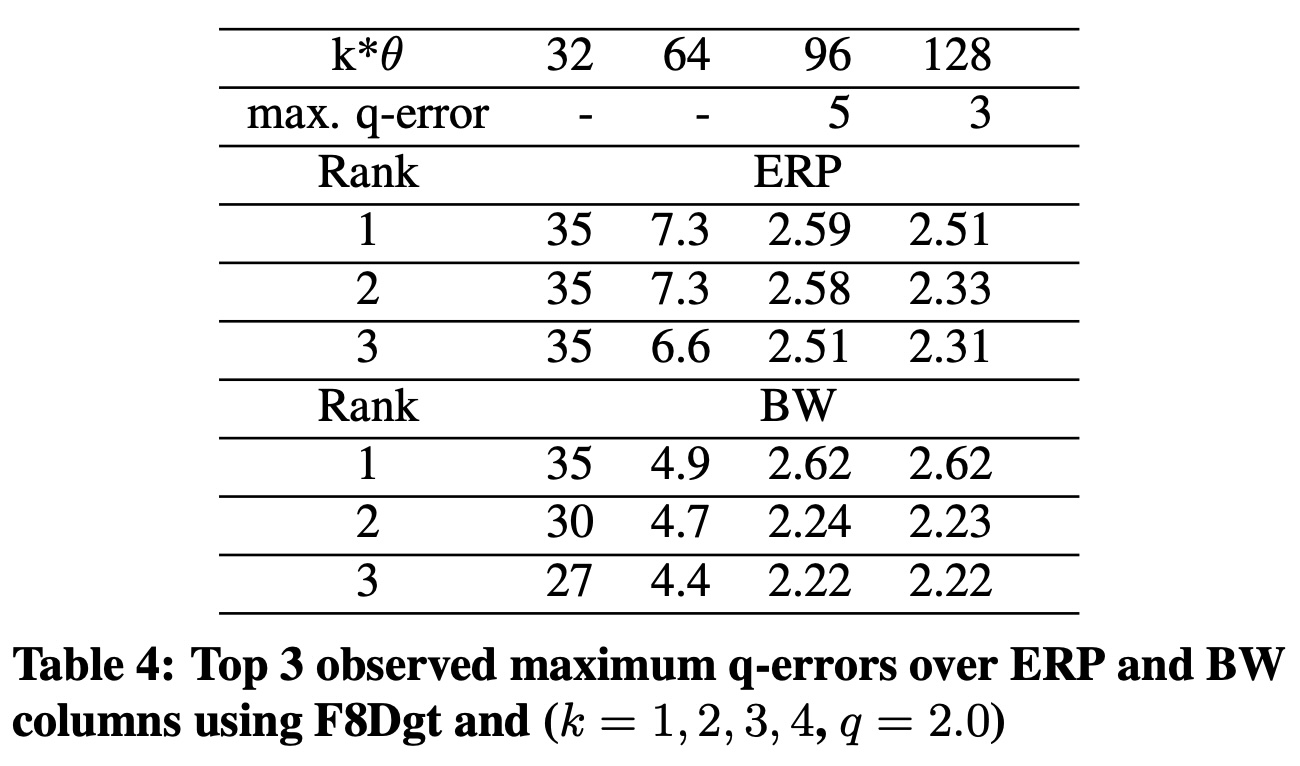 k*θ 32 64 96 128
max. q-error - - 5 3
Rank ERP
1 35 7.3 2.59 2.51
2 35 7.3 2.58 2.33
3 35 6.6 2.51 2.31
Rank BW
1 35 4.9 2.62 2.62
2 30 4.7 2.24 2.23
3 27 4.4 2.22 2.22
Table 4: Top 3 observed maximum q-errors over ERP and BW
columns using F8Dgt and (k = 1, 2, 3, 4, q = 2.0)